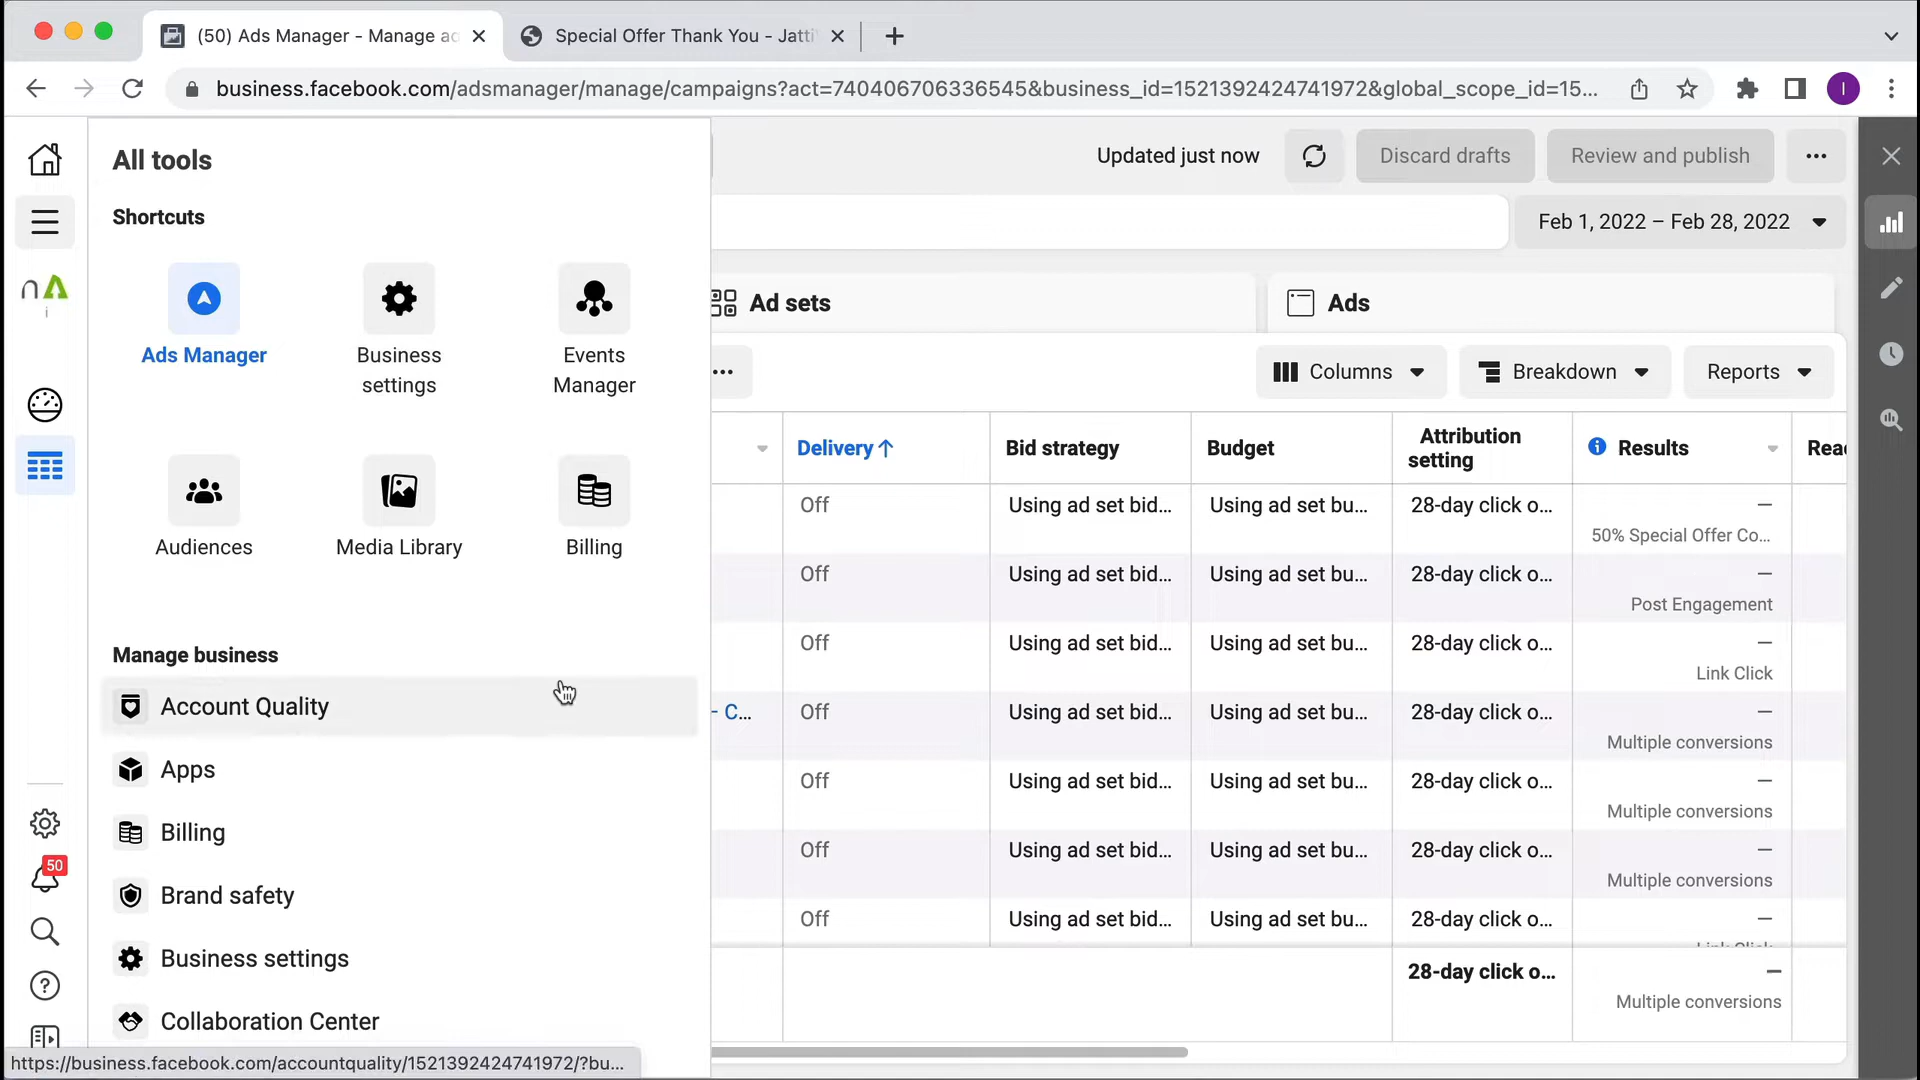 (50) Ads Manager - Manage ad
Special Offer Thank You - Jatti
business.facebook.com/adsmanager/manage/campaigns?act=740406706336545&business_id=1521392424741972&global_scope_id=15...
I
All tools
Updated just now
Discard drafts
Review and publish
Shortcuts
Feb 1, 2022 – Feb 28, 2022
Ads Manager
Business settings
Events Manager
Ad sets
Ads
Columns
Breakdown
Reports
Audiences
Media Library
Billing
Delivery↑
Bid strategy
Budget
Attribution setting
Results
Reac
Off
Using ad set bid...
Using ad set bu...
28-day click o...
—
50% Special Offer Co...
Off
Using ad set bid...
Using ad set bu...
28-day click o...
—
Post Engagement
Off
Using ad set bid...
Using ad set bu...
28-day click o...
—
Link Click
- C...
Off
Using ad set bid...
Using ad set bu...
28-day click o...
—
Multiple conversions
Off
Using ad set bid...
Using ad set bu...
28-day click o...
—
Multiple conversions
Off
Using ad set bid...
Using ad set bu...
28-day click o...
—
Multiple conversions
Off
Using ad set bid...
Using ad set bu...
28-day click o...
—
Link Click
28-day click o...
—
Multiple conversions
Manage business
Account Quality
Apps
Billing
Brand safety
Business settings
Collaboration Center
50
https://business.facebook.com/accountquality/1521392424741972/?bu...